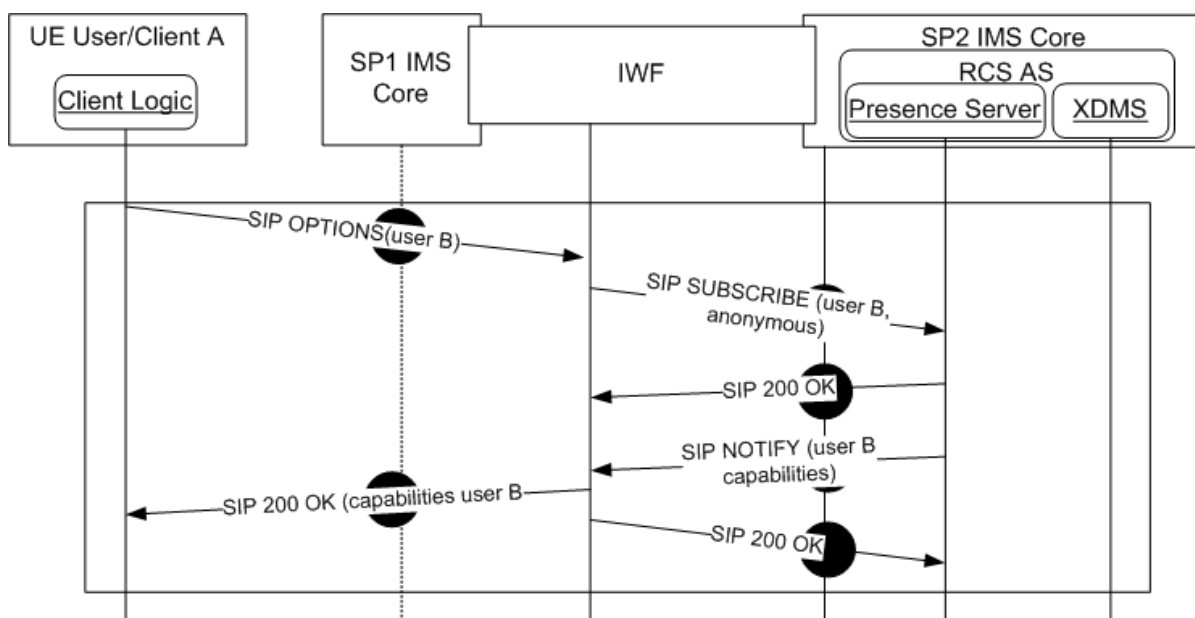 UE User/Client A
Client Logic
SP1 IMS
Core
IWF
SP2 IMS Core
RCS AS
Presence Server
XDMS
SIP OPTIONS(user B)
SIP SUBSCRIBE (user B,
anonymous)
SIP 200 OK
SIP NOTIFY (user B
capabilities)
SIP 200 OK (capabilities user B
SIP 200 OK